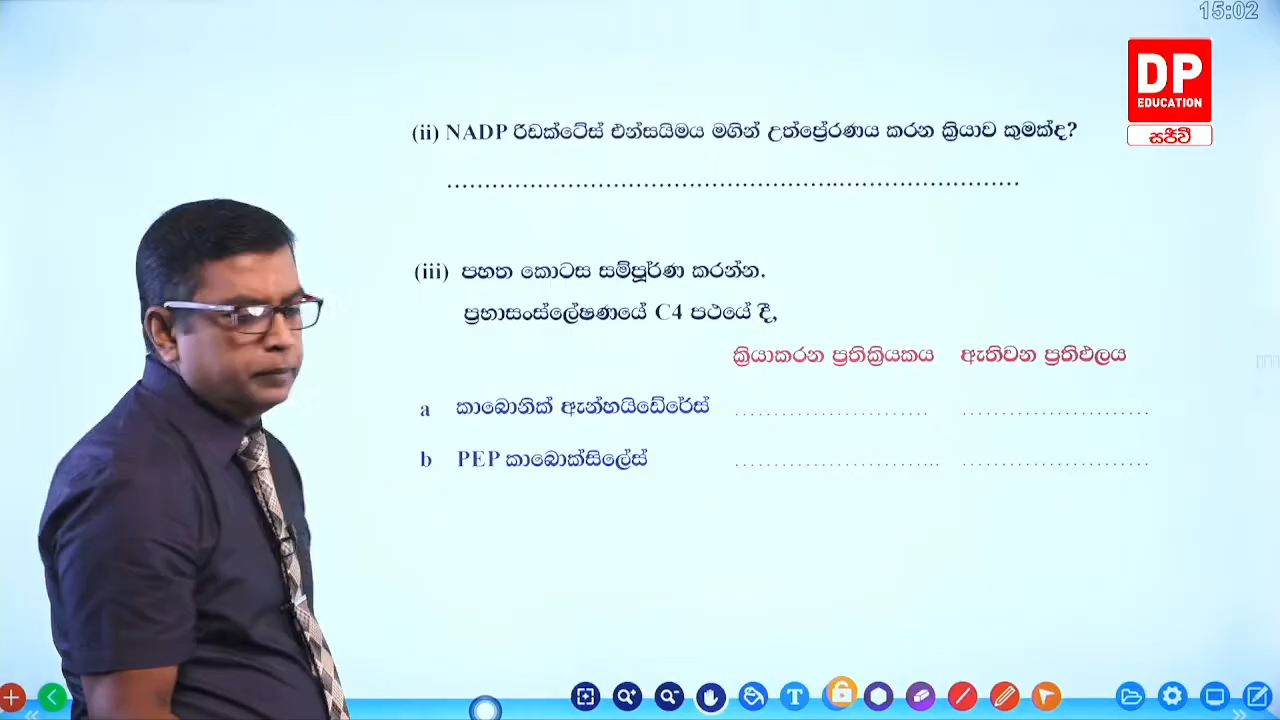 15:02
DP
EDUCATION
සජීවී
(ii) NADP රිඩක්ටේස් එන්සයිමය මගින් උත්ප්‍රේරණය කරන ක්‍රියාව කුමක්ද?
(iii) පහත කොටස සම්පූර්ණ කරන්න.
ප්‍රභාසංස්ලේෂණයේ C4 පථයේ දී,
ක්‍රියාකරන ප්‍රතික්‍රියකය ඇතිවන ප්‍රතිඵලය
a කාබොනික් ඇන්හයිඩේරේස් ........................... ...........................
b PEP කාබොක්සිලේස් ........................... ...........................